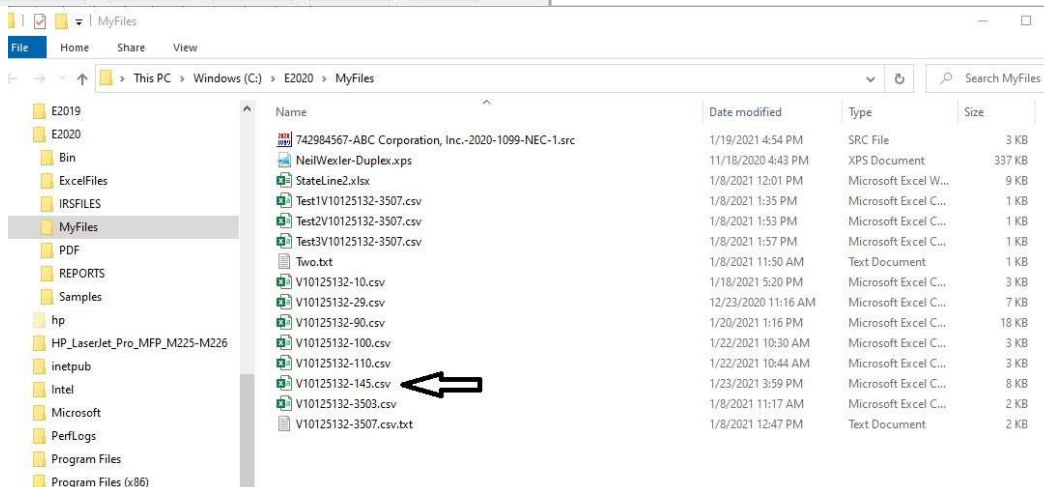 MyFiles
File Home Share View
This PC > Windows (C:) > E2020 > MyFiles
Search MyFiles
E2019
E2020
Bin
ExcelFiles
IRSFILES
MyFiles
PDF
REPORTS
Samples
hp
HP_LaserJet_Pro_MFP_M225-M226
inetpub
Intel
Microsoft
PerfLogs
Program Files
Program Files (x86)
Name Date modified Type Size
742984567-ABC Corporation, Inc.-2020-1099-NEC-1.src 1/19/2021 4:54 PM SRC File 3 KB
NeilWexler-Duplex.xps 11/18/2020 4:43 PM XPS Document 337 KB
StateLine2.xlsx 1/8/2021 12:01 PM Microsoft Excel W... 9 KB
Test1V10125132-3507.csv 1/8/2021 1:35 PM Microsoft Excel C... 1 KB
Test2V10125132-3507.csv 1/8/2021 1:53 PM Microsoft Excel C... 1 KB
Test3V10125132-3507.csv 1/8/2021 1:57 PM Microsoft Excel C... 1 KB
Two.txt 1/8/2021 11:50 AM Text Document 1 KB
V10125132-10.csv 1/18/2021 5:20 PM Microsoft Excel C... 3 KB
V10125132-29.csv 12/23/2020 11:16 AM Microsoft Excel C... 7 KB
V10125132-90.csv 1/20/2021 1:16 PM Microsoft Excel C... 18 KB
V10125132-100.csv 1/22/2021 10:30 AM Microsoft Excel C... 3 KB
V10125132-110.csv 1/22/2021 10:44 AM Microsoft Excel C... 3 KB
V10125132-145.csv 1/23/2021 3:59 PM Microsoft Excel C... 8 KB
V10125132-3503.csv 1/8/2021 11:17 AM Microsoft Excel C... 2 KB
V10125132-3507.csv.txt 1/8/2021 12:47 PM Text Document 2 KB